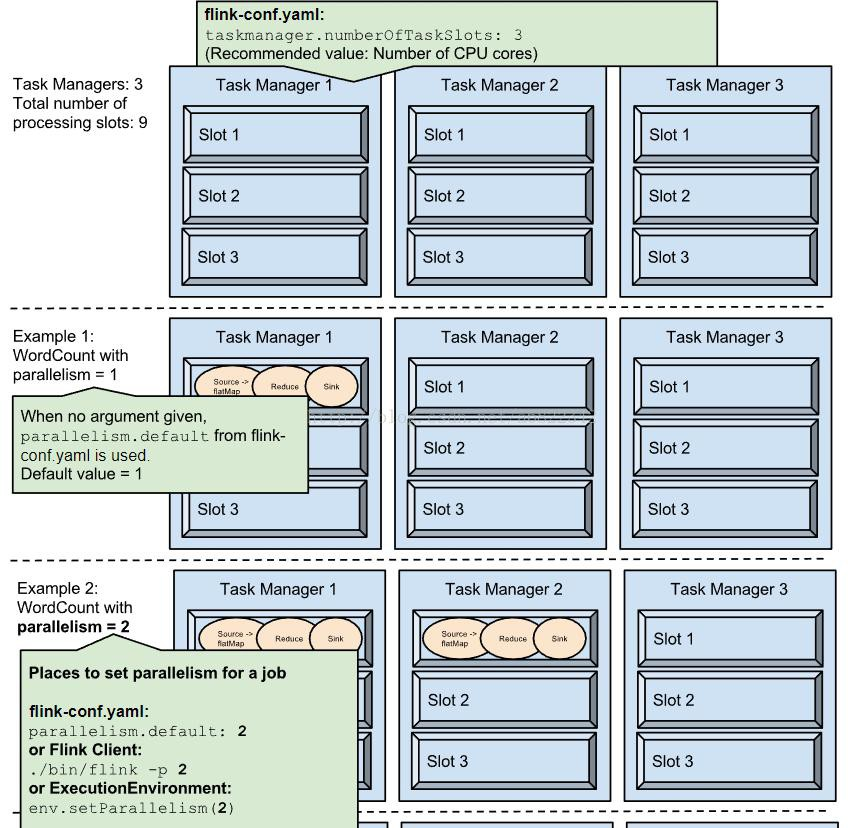 flink-conf.yaml:
taskmanager.numberOfTaskSlots: 3
(Recommended value: Number of CPU cores)
Task Managers: 3
Total number of
processing slots: 9
Task Manager 1
Task Manager 2
Task Manager 3
Slot 1
Slot 1
Slot 1
Slot 2
Slot 2
Slot 2
Slot 3
Slot 3
Slot 3
Example 1:
WordCount with
parallelism = 1
Task Manager 1
Task Manager 2
Task Manager 3
Source ->
flatMap
Reduce
Sink
Slot 1
Slot 1
When no argument given,
parallelism.default from flink-
conf.yaml is used.
Default value = 1
Slot 2
Slot 2
Slot 3
Slot 3
Slot 3
Example 2:
WordCount with
parallelism = 2
Task Manager 1
Task Manager 2
Task Manager 3
Source ->
flatMap
Reduce
Sink
Source ->
flatMap
Reduce
Sink
Slot 1
Places to set parallelism for a job
flink-conf.yaml:
parallelism.default: 2
or Flink Client:
./bin/flink -p 2
or ExecutionEnvironment:
env.setParallelism(2)
Slot 2
Slot 2
Slot 3
Slot 3